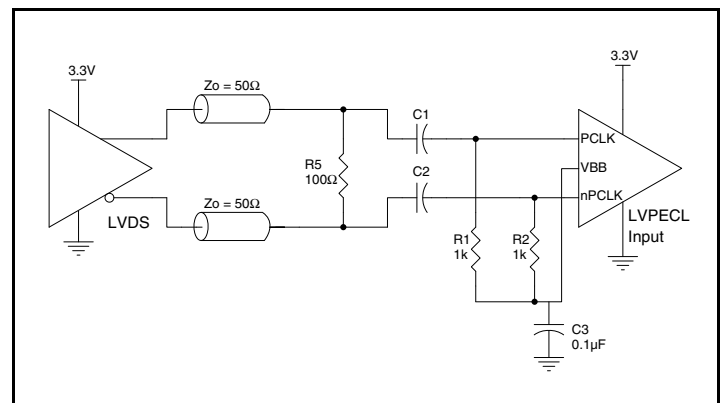 3.3V
Zo = 50Ω
3.3V
C1
PCLK
R5
100Ω
C2
VBB
nPCLK
Zo = 50Ω
LVDS
LVPECL
Input
R1
1k
R2
1k
C3
0.1µF